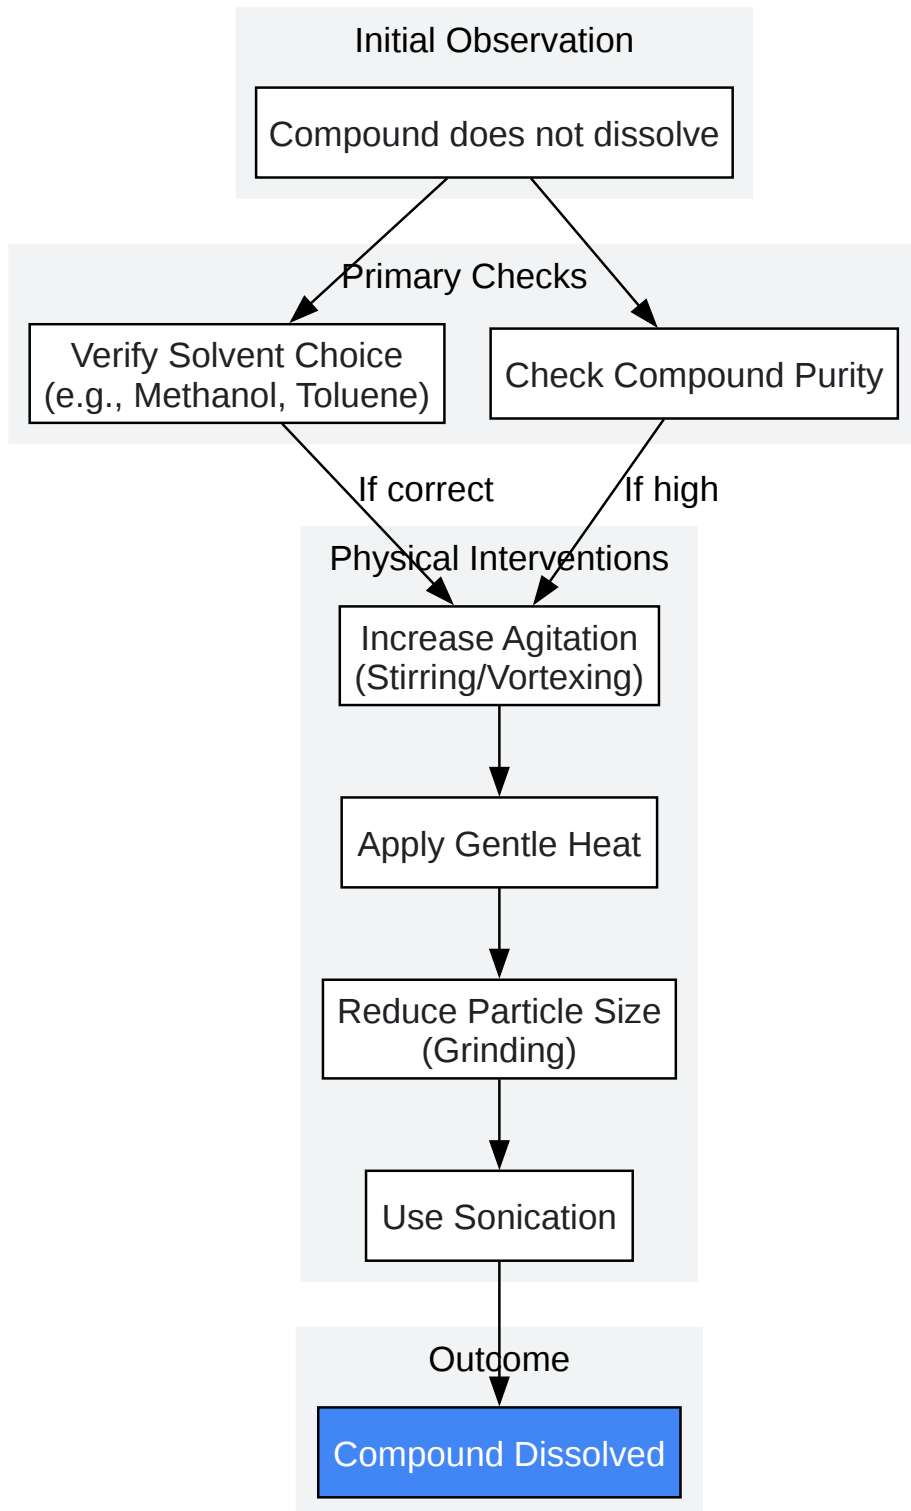 Initial Observation
Compound does not dissolve
Primary Checks
Verify Solvent Choice
(e.g., Methanol, Toluene)
Check Compound Purity
If correct
If high
Physical Interventions
Increase Agitation
(Stirring/Vortexing)
Apply Gentle Heat
Reduce Particle Size
(Grinding)
Use Sonication
Outcome
Compound Dissolved